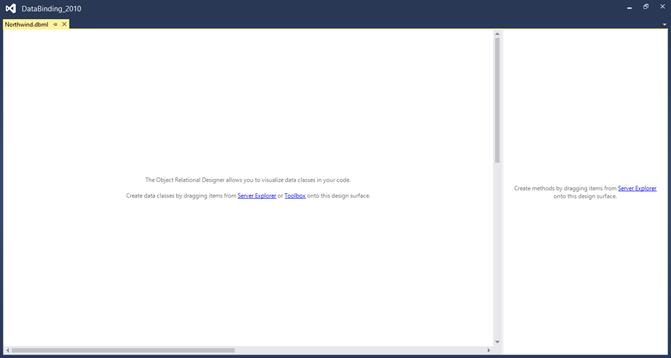 DataBinding_2010
Northwind.dbml
The Object Relational Designer allows you to visualize data classes in your code.
Create data classes by dragging items from Server Explorer or Toolbox onto this design surface.
Create methods by dragging items from Server Explorer
onto this design surface.